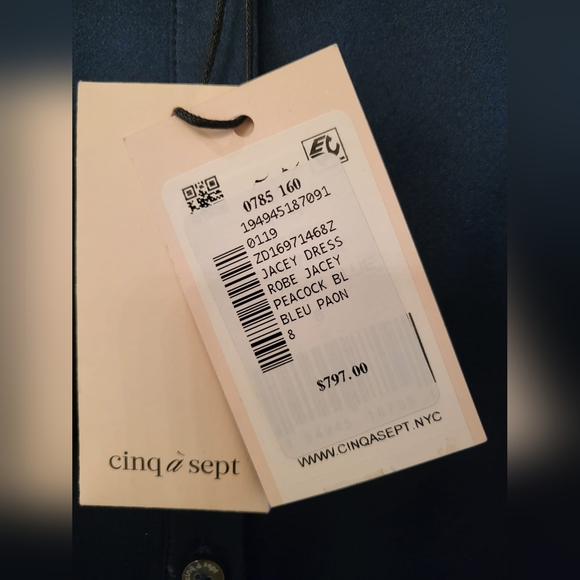 EC
0785 160
194945187091
0119
ZD16971468Z
JACEY DRESS
ROBE JACEY
PEACOCK BL
BLEU PAON
8
$797.00
WWW.CINQASEPT.NYC
cinq à sept